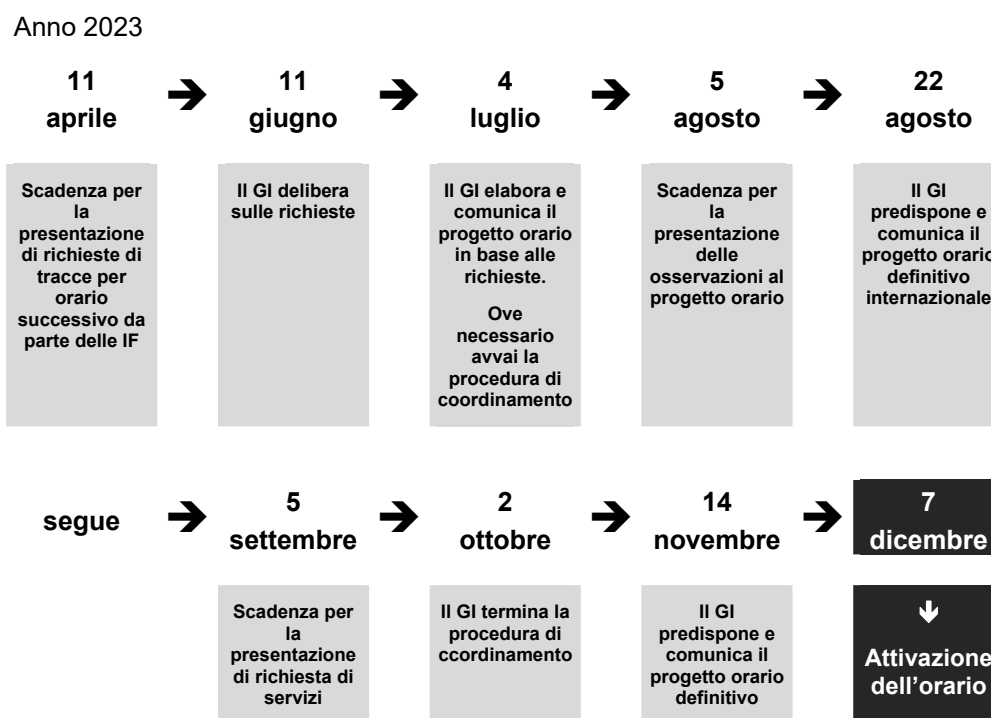 Anno 2023
11
aprile
11
giugno
4
luglio
5
agosto
22
agosto
Scadenza per
la
presentazione
di richieste di
tracce per
orario
successivo da
parte delle IF
Il GI delibera
sulle richieste
Il GI elabora e
comunica il
progetto orario
in base alle
richieste.
Ove
necessario
avvai la
procedura di
coordinamento
Scadenza per
la
presentazione
delle
osservazioni al
progetto orario
Il GI
predispone e
comunica il
progetto orario
definitivo
internazionale
segue
5
settembre
2
ottobre
14
novembre
7
dicembre
Scadenza per
la
presentazione
di richiesta di
servizi
Il GI termina la
procedura di
ccordinamento
Il GI
predispone e
comunica il
progetto orario
definitivo
Attivazione
dell’orario